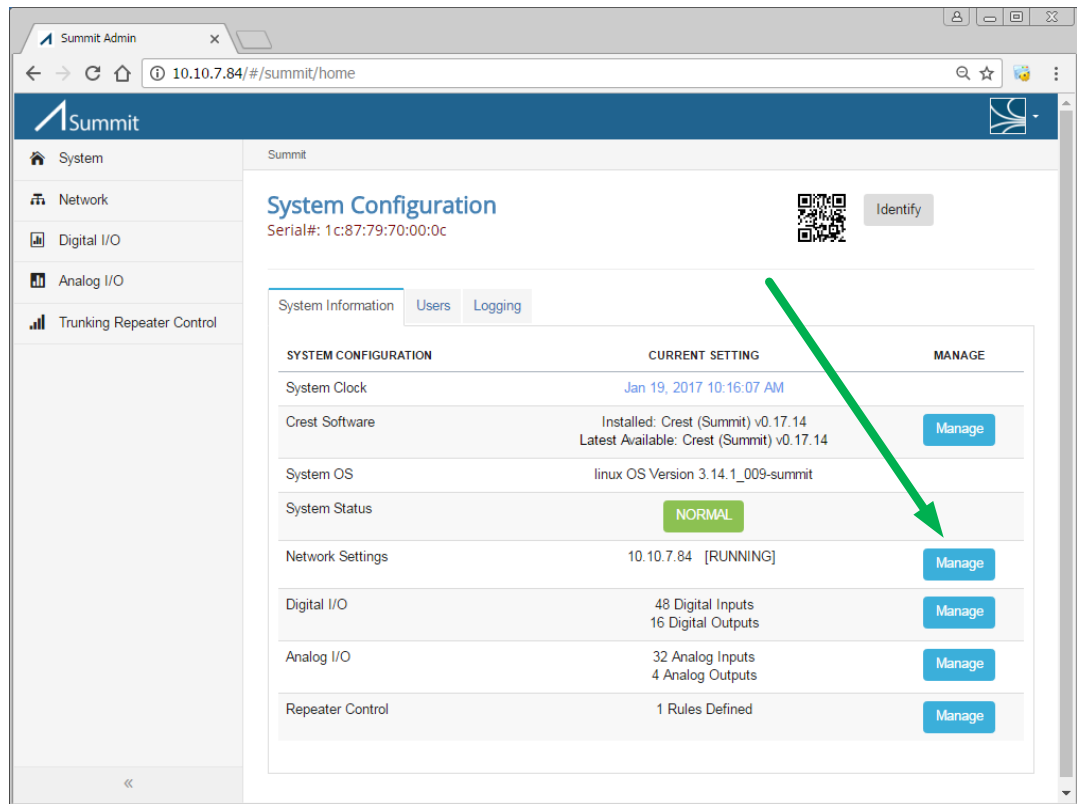 Summit Admin
10.10.7.84/#/summit/home
Summit
System
Network
Digital I/O
Analog I/O
Trunking Repeater Control
«
Summit
System Configuration
Serial#: 1c:87:79:70:00:0c
Identify
System Information Users Logging
SYSTEM CONFIGURATION CURRENT SETTING MANAGE
System Clock Jan 19, 2017 10:16:07 AM
Crest Software Installed: Crest (Summit) v0.17.14 Manage
Latest Available: Crest (Summit) v0.17.14
System OS linux OS Version 3.14.1_009-summit
System Status NORMAL
Network Settings 10.10.7.84 [RUNNING] Manage
Digital I/O 48 Digital Inputs Manage
16 Digital Outputs
Analog I/O 32 Analog Inputs Manage
4 Analog Outputs
Repeater Control 1 Rules Defined Manage